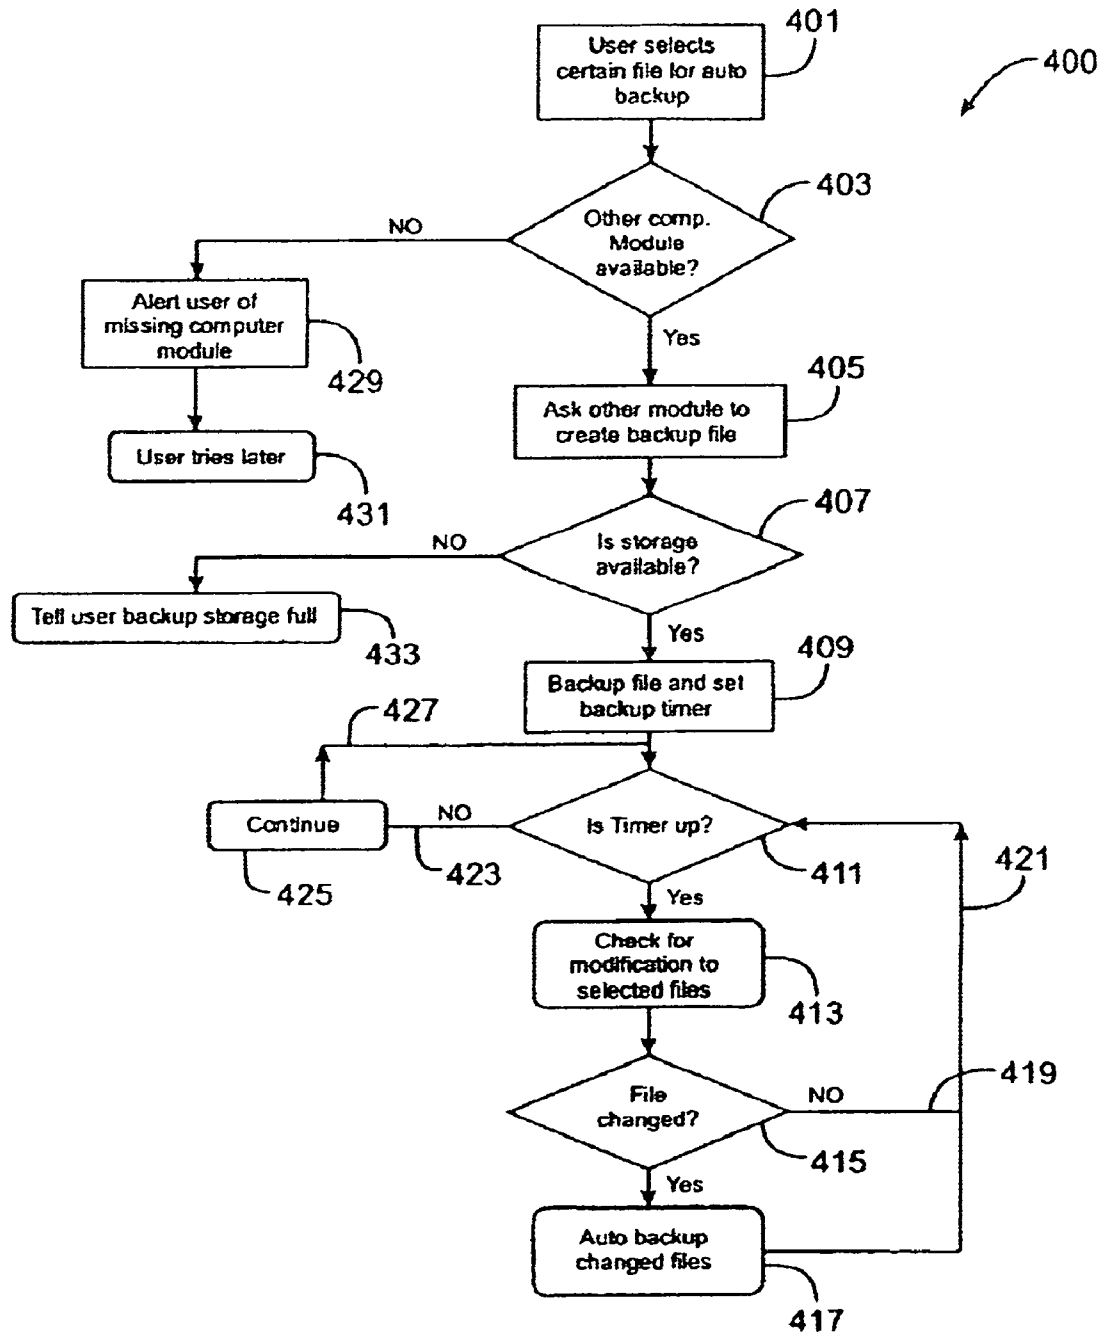 401
User selects
certain file for auto
backup
400
403
Other comp.
Module
available?
NO
Alert user of
missing computer
module
429
Yes
405
Ask other module to
create backup file
User tries later
431
407
Is storage
available?
NO
Tell user backup storage full
433
Yes
409
Backup file and set
backup timer
427
Continue
425
NO
423
Is Timer up?
411
421
Yes
Check for
modification to
selected files
413
File
changed?
NO
419
415
Yes
Auto backup
changed files
417